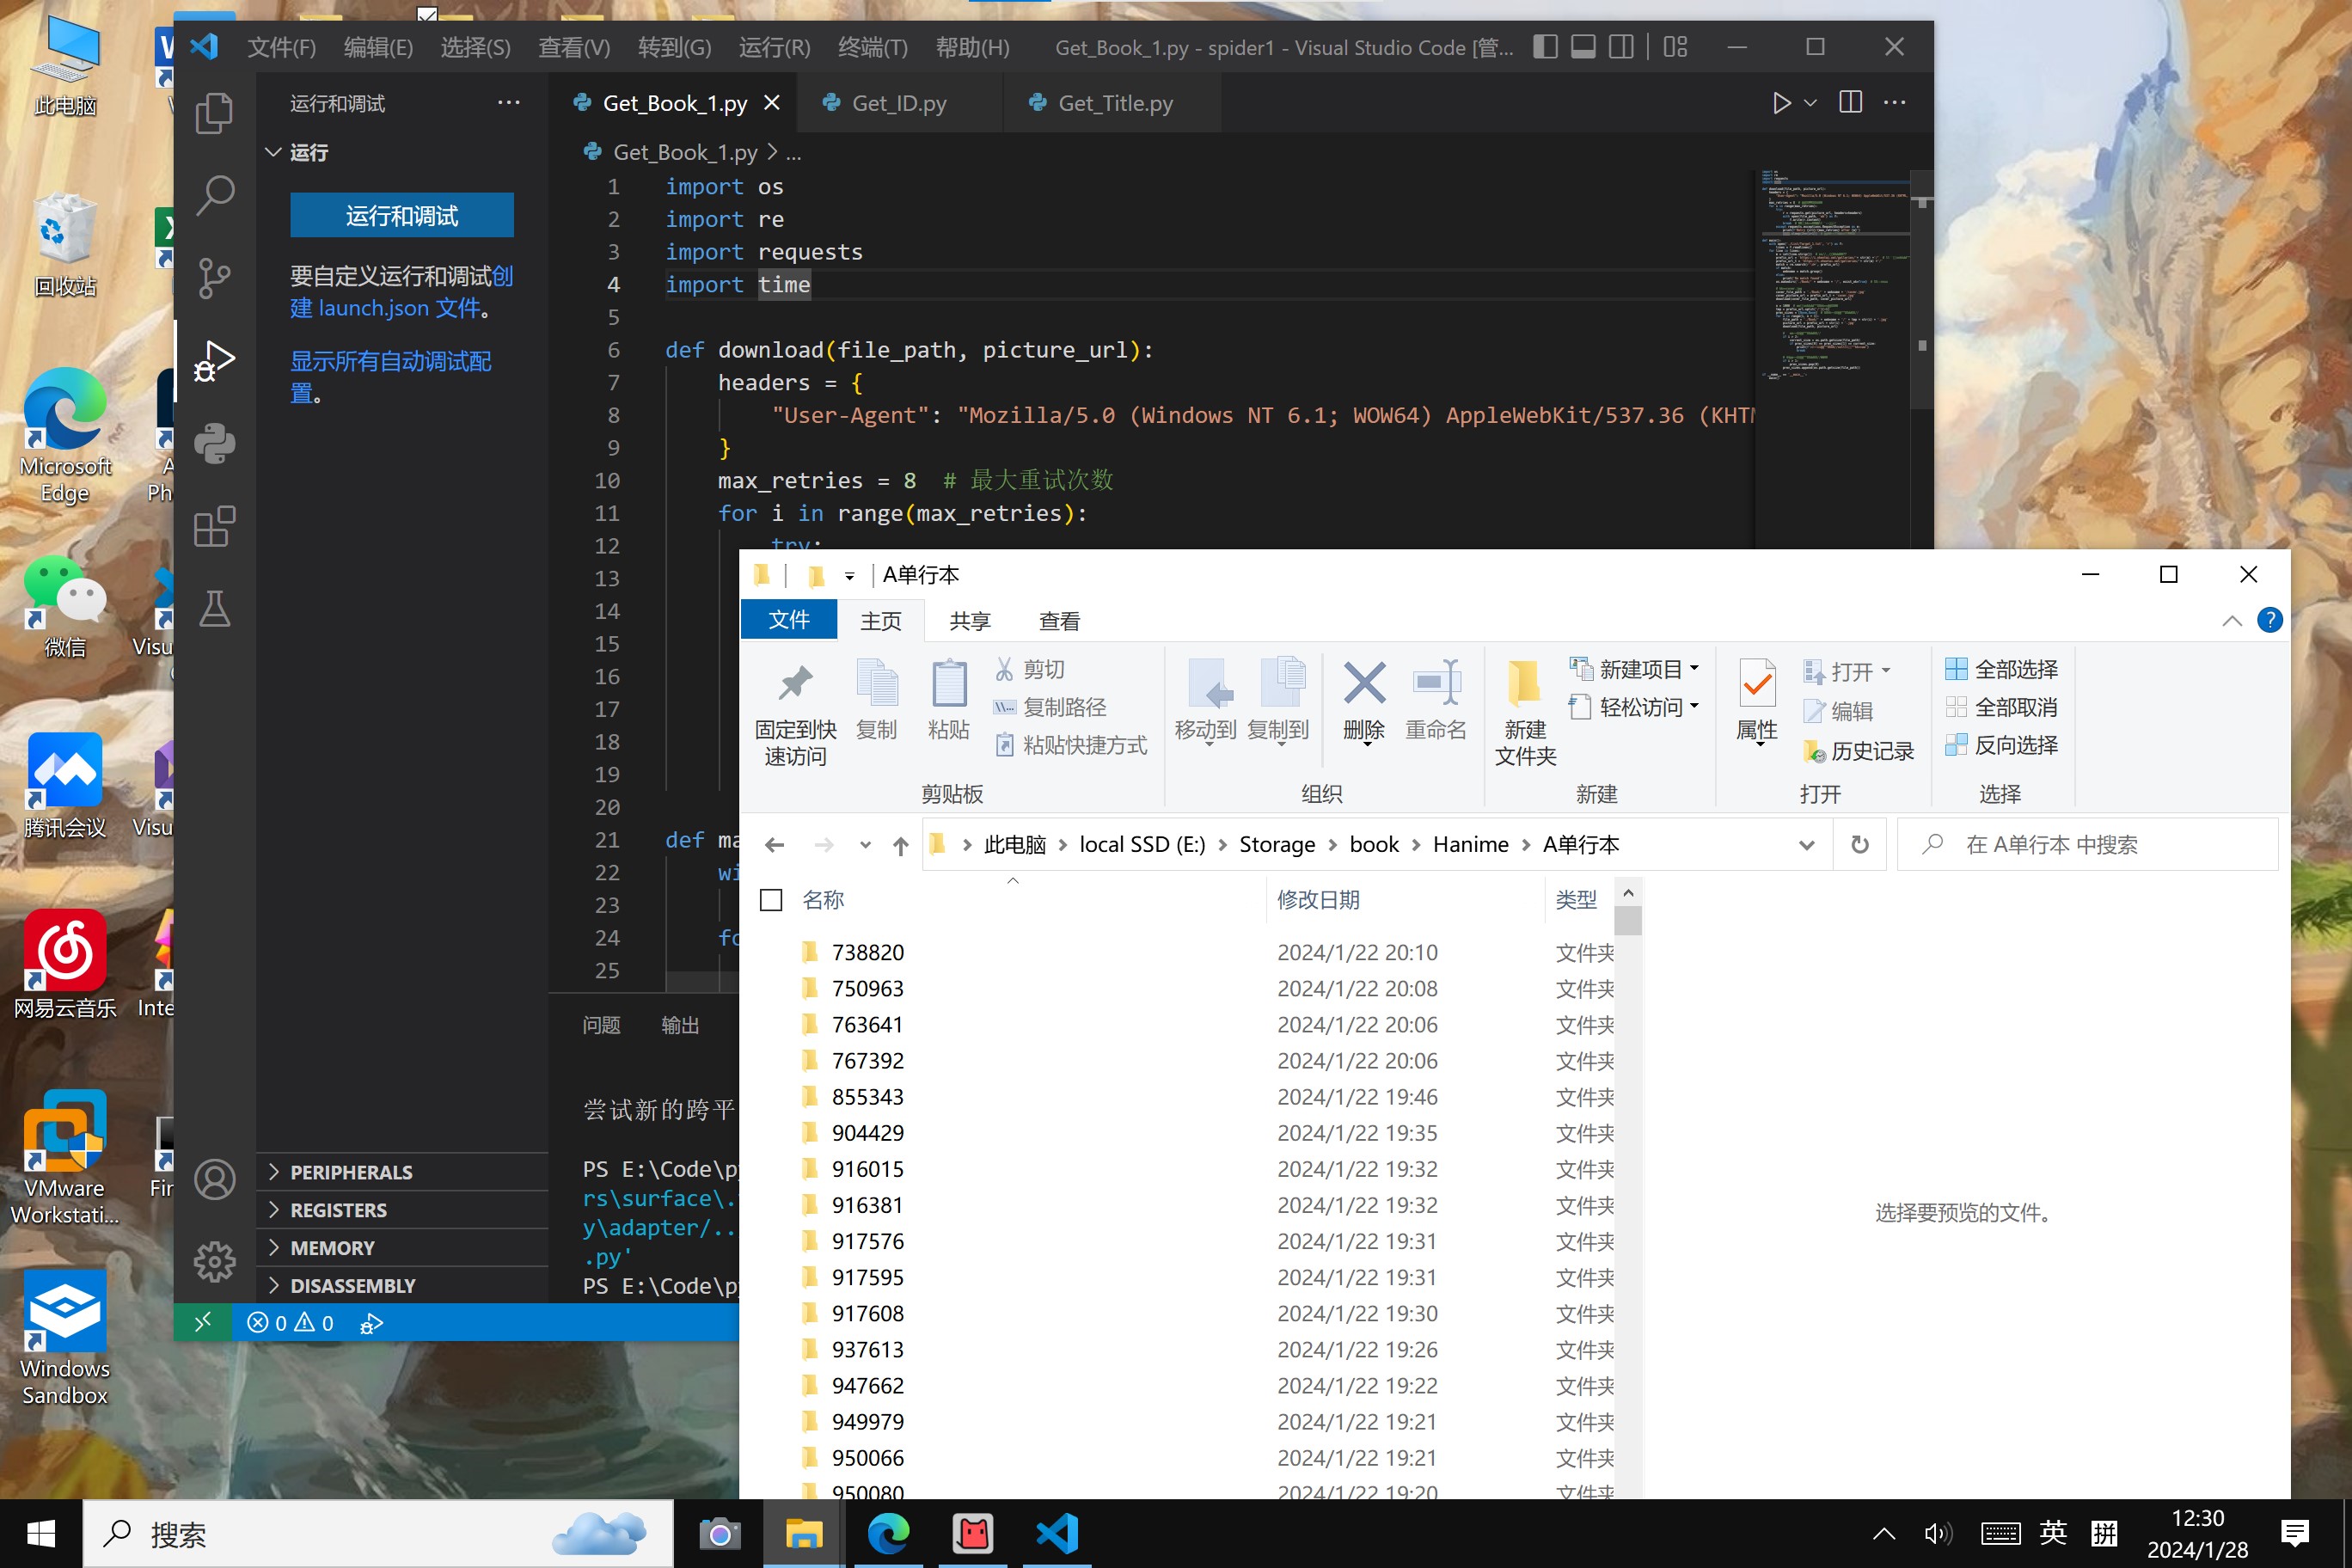 此电脑
回收站
Microsoft Edge
微信
腾讯会议
网易云音乐
VMware Workstati...
Windows Sandbox
Visu
Visu
Inte
文件(F) 编辑(E) 选择(S) 查看(V) 转到(G) 运行(R) 终端(T) 帮助(H) Get_Book_1.py - spider1 - Visual Studio Code [管...
运行和调试 ...
运行
运行和调试
要自定义运行和调试创
建 launch.json 文件。
显示所有自动调试配
置。
PERIPHERALS
REGISTERS
MEMORY
DISASSEMBLY
0 0
Get_Book_1.py Get_ID.py Get_Title.py
Get_Book_1.py > ...
1 import os
2 import re
3 import requests
4 import time
5
6 def download(file_path, picture_url):
7 headers = {
8 "User-Agent": "Mozilla/5.0 (Windows NT 6.1; WOW64) AppleWebKit/537.36 (KHTM
9 }
10 max_retries = 8 # 最大重试次数
11 for i in range(max_retries):
12 try:
13
14
15
16
17
18
19
20
21 def ma
22 wi
23
24 fo
25
问题 输出
尝试新的跨平
PS E:\Code\py
rs\surface\.
y\adapter/..
.py'
PS E:\Code\py
A单行本
文件 主页 共享 查看
固定到快速访问 复制 粘贴 剪切 复制路径 粘贴快捷方式
移动到 复制到 删除 重命名
新建文件夹 新建项目 轻松访问
属性 打开 编辑 历史记录
全部选择 全部取消 反向选择
剪贴板 组织 新建 打开 选择
此电脑 > local SSD (E:) > Storage > book > Hanime > A单行本
在 A单行本 中搜索
名称 修改日期 类型
738820 2024/1/22 20:10 文件夹
750963 2024/1/22 20:08 文件夹
763641 2024/1/22 20:06 文件夹
767392 2024/1/22 20:06 文件夹
855343 2024/1/22 19:46 文件夹
904429 2024/1/22 19:35 文件夹
916015 2024/1/22 19:32 文件夹
916381 2024/1/22 19:32 文件夹
917576 2024/1/22 19:31 文件夹
917595 2024/1/22 19:31 文件夹
917608 2024/1/22 19:30 文件夹
937613 2024/1/22 19:26 文件夹
947662 2024/1/22 19:22 文件夹
949979 2024/1/22 19:21 文件夹
950066 2024/1/22 19:21 文件夹
950080 2024/1/22 19:20 文件夹
选择要预览的文件。
搜索
英 拼
12:30
2024/1/28